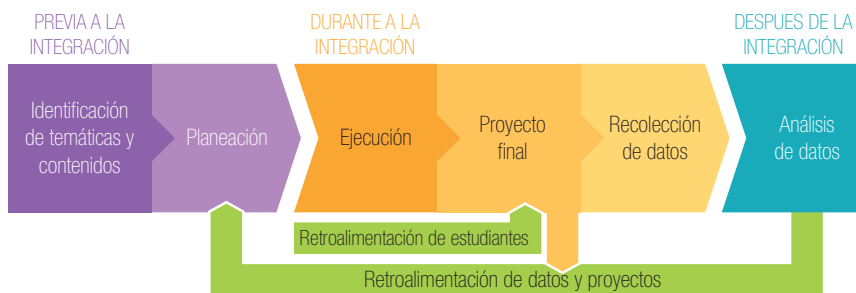 PREVIA A LA
INTEGRACIÓN
DURANTE A LA
INTEGRACIÓN
DESPUES DE LA
INTEGRACIÓN
Identificación
de temáticas y
contenidos
Planeación
Ejecución
Proyecto
final
Recolección
de datos
Análisis
de datos
Retroalimentación de estudiantes
Retroalimentación de datos y proyectos